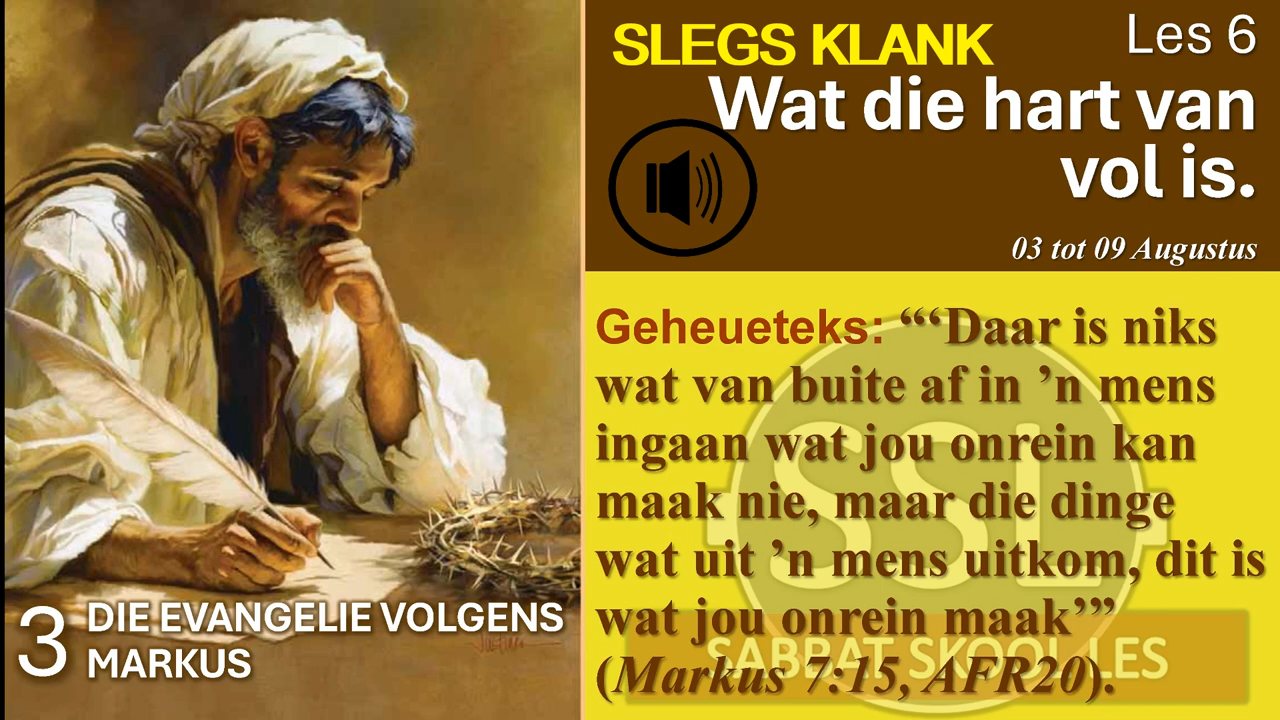 SLEGS KLANK
Les 6
Wat die hart van
vol is.
03 tot 09 Augustus
Geheueteks: “‘Daar is niks
wat van buite af in ’n mens
ingaan wat jou onrein kan
maak nie, maar die dinge
wat uit ’n mens uitkom, dit is
wat jou onrein maak’”
(Markus 7:15, AFR20).
SSL
SABBAT SKOOL LES
3
DIE EVANGELIE VOLGENS
MARKUS